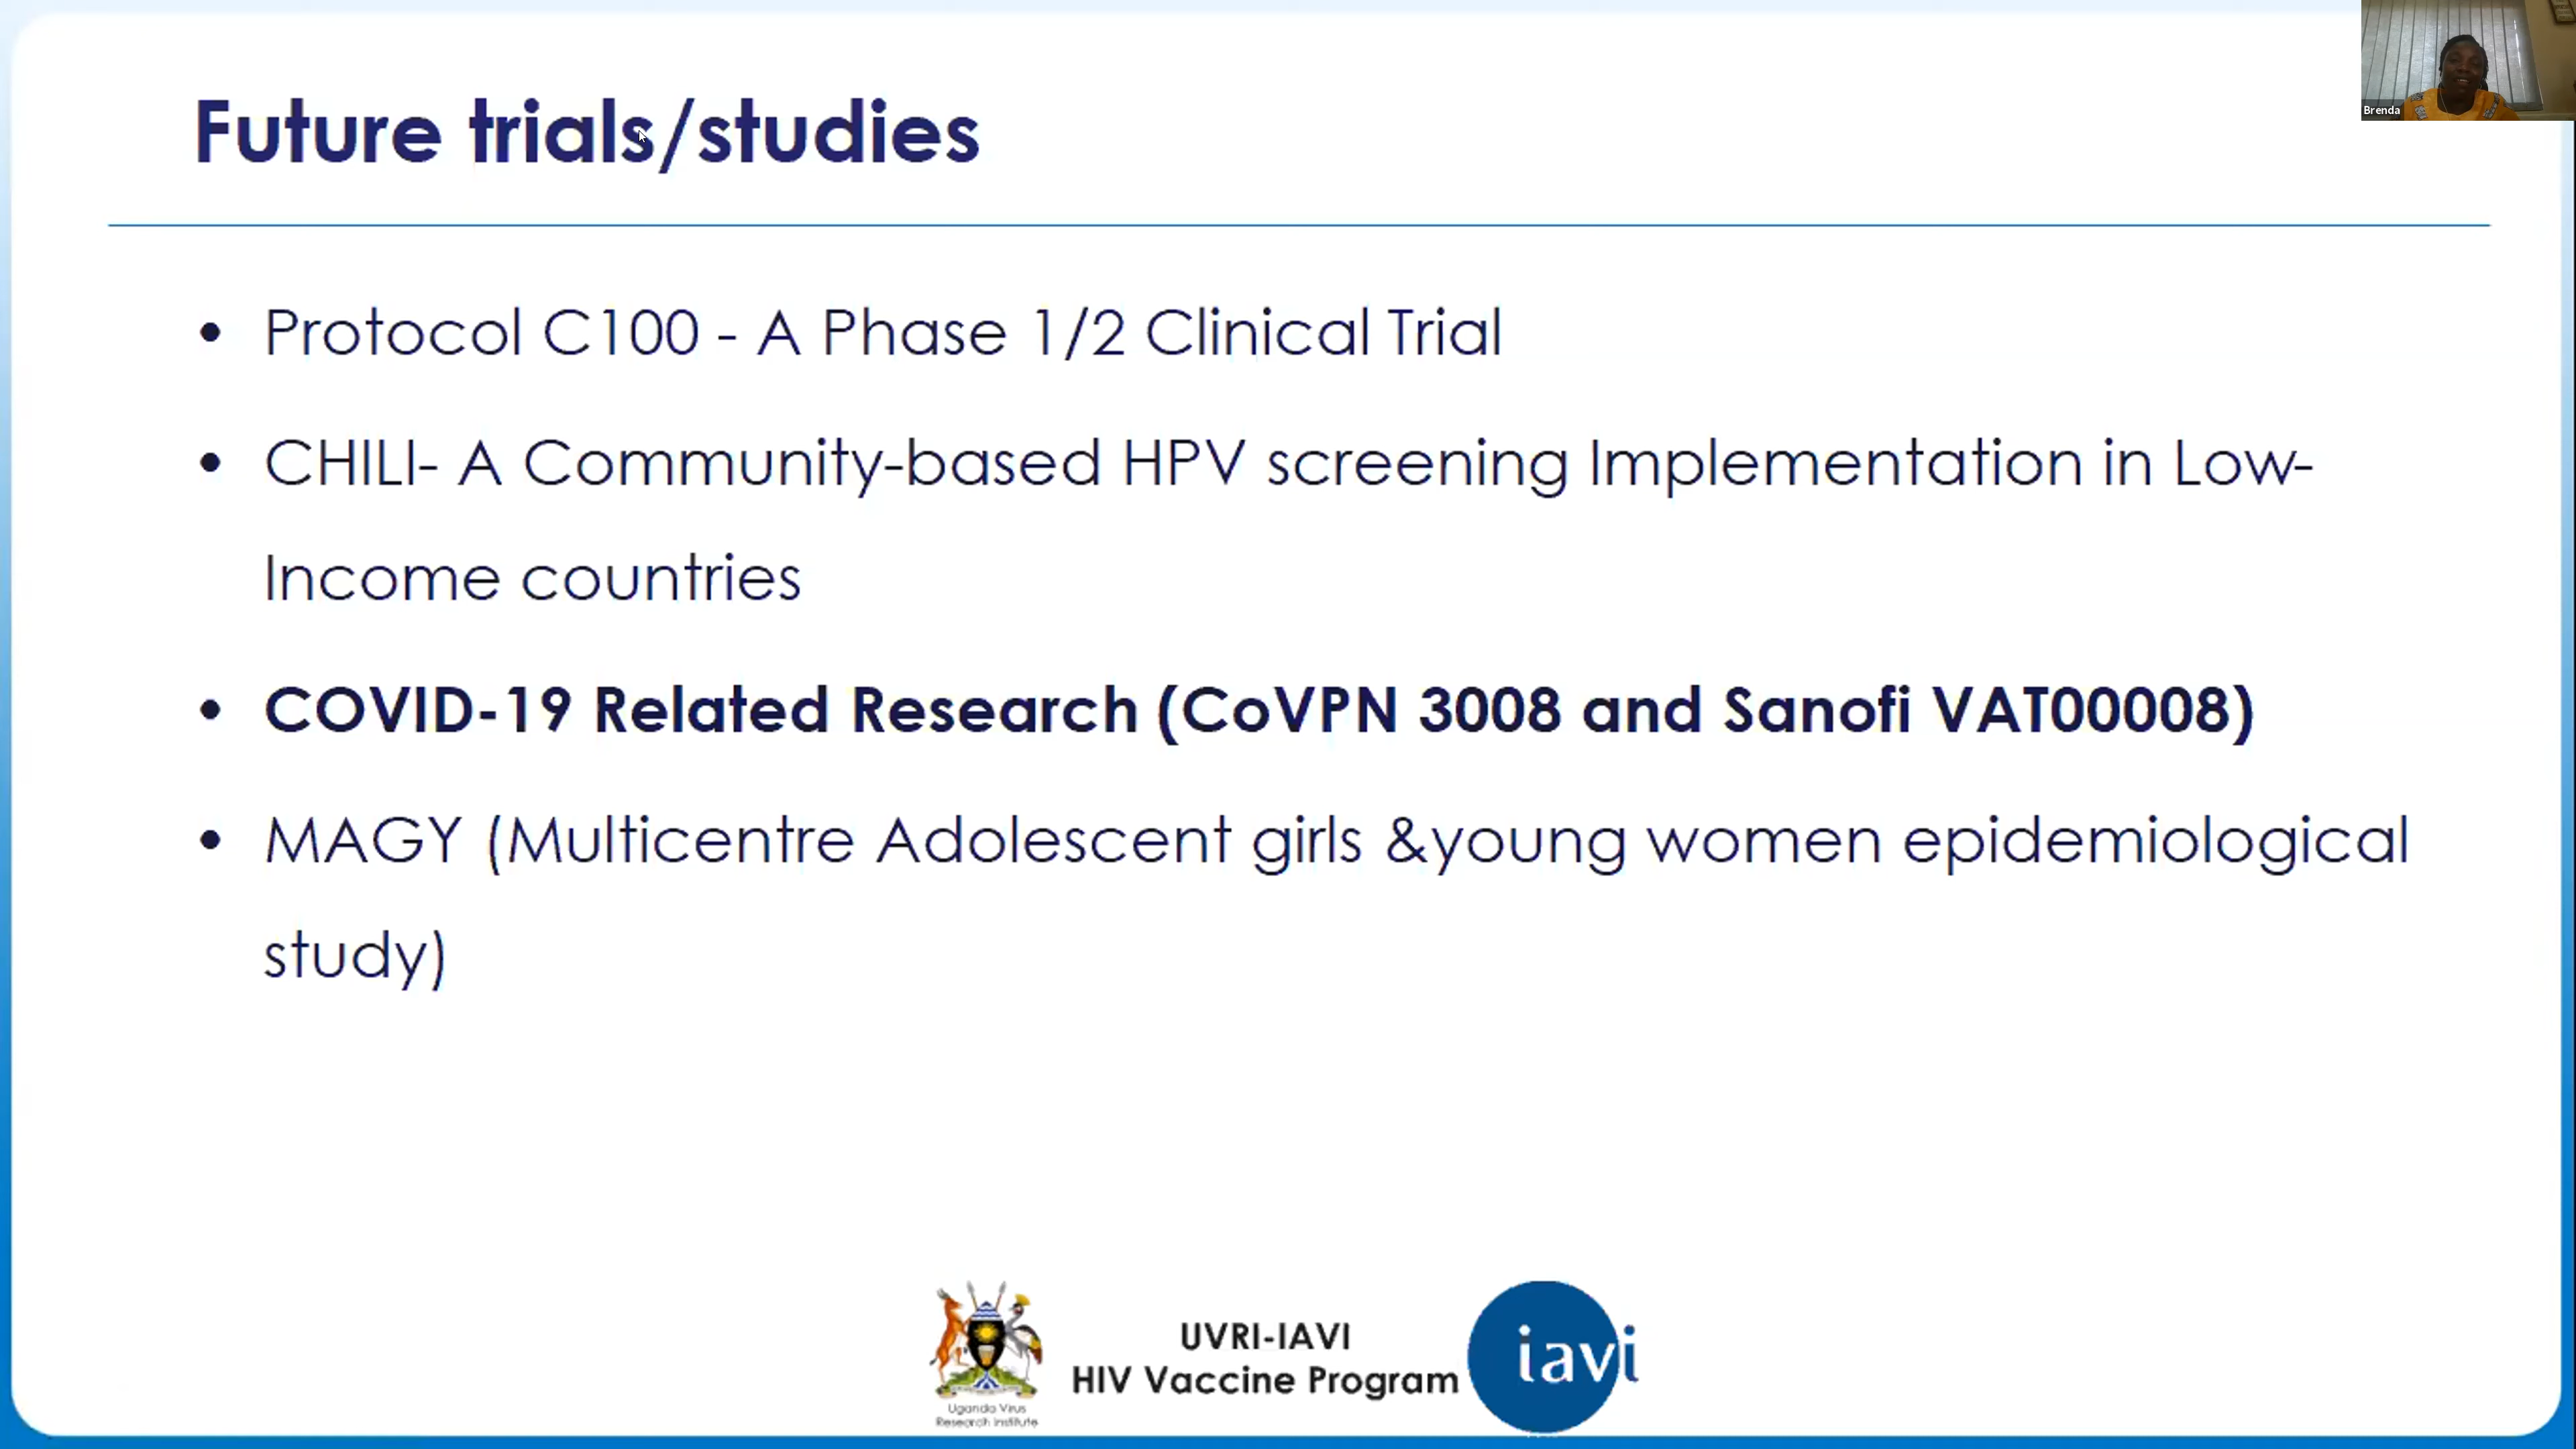 Future trials/studies
Brenda
• Protocol C100 - A Phase 1/2 Clinical Trial
• CHILI- A Community-based HPV screening Implementation in Low-
Income countries
• COVID-19 Related Research (CoVPN 3008 and Sanofi VAT00008)
• MAGY (Multicentre Adolescent girls &young women epidemiological
study)
Uganda Virus
Research Institute
UVRI-IAVI
HIV Vaccine Program
iavi